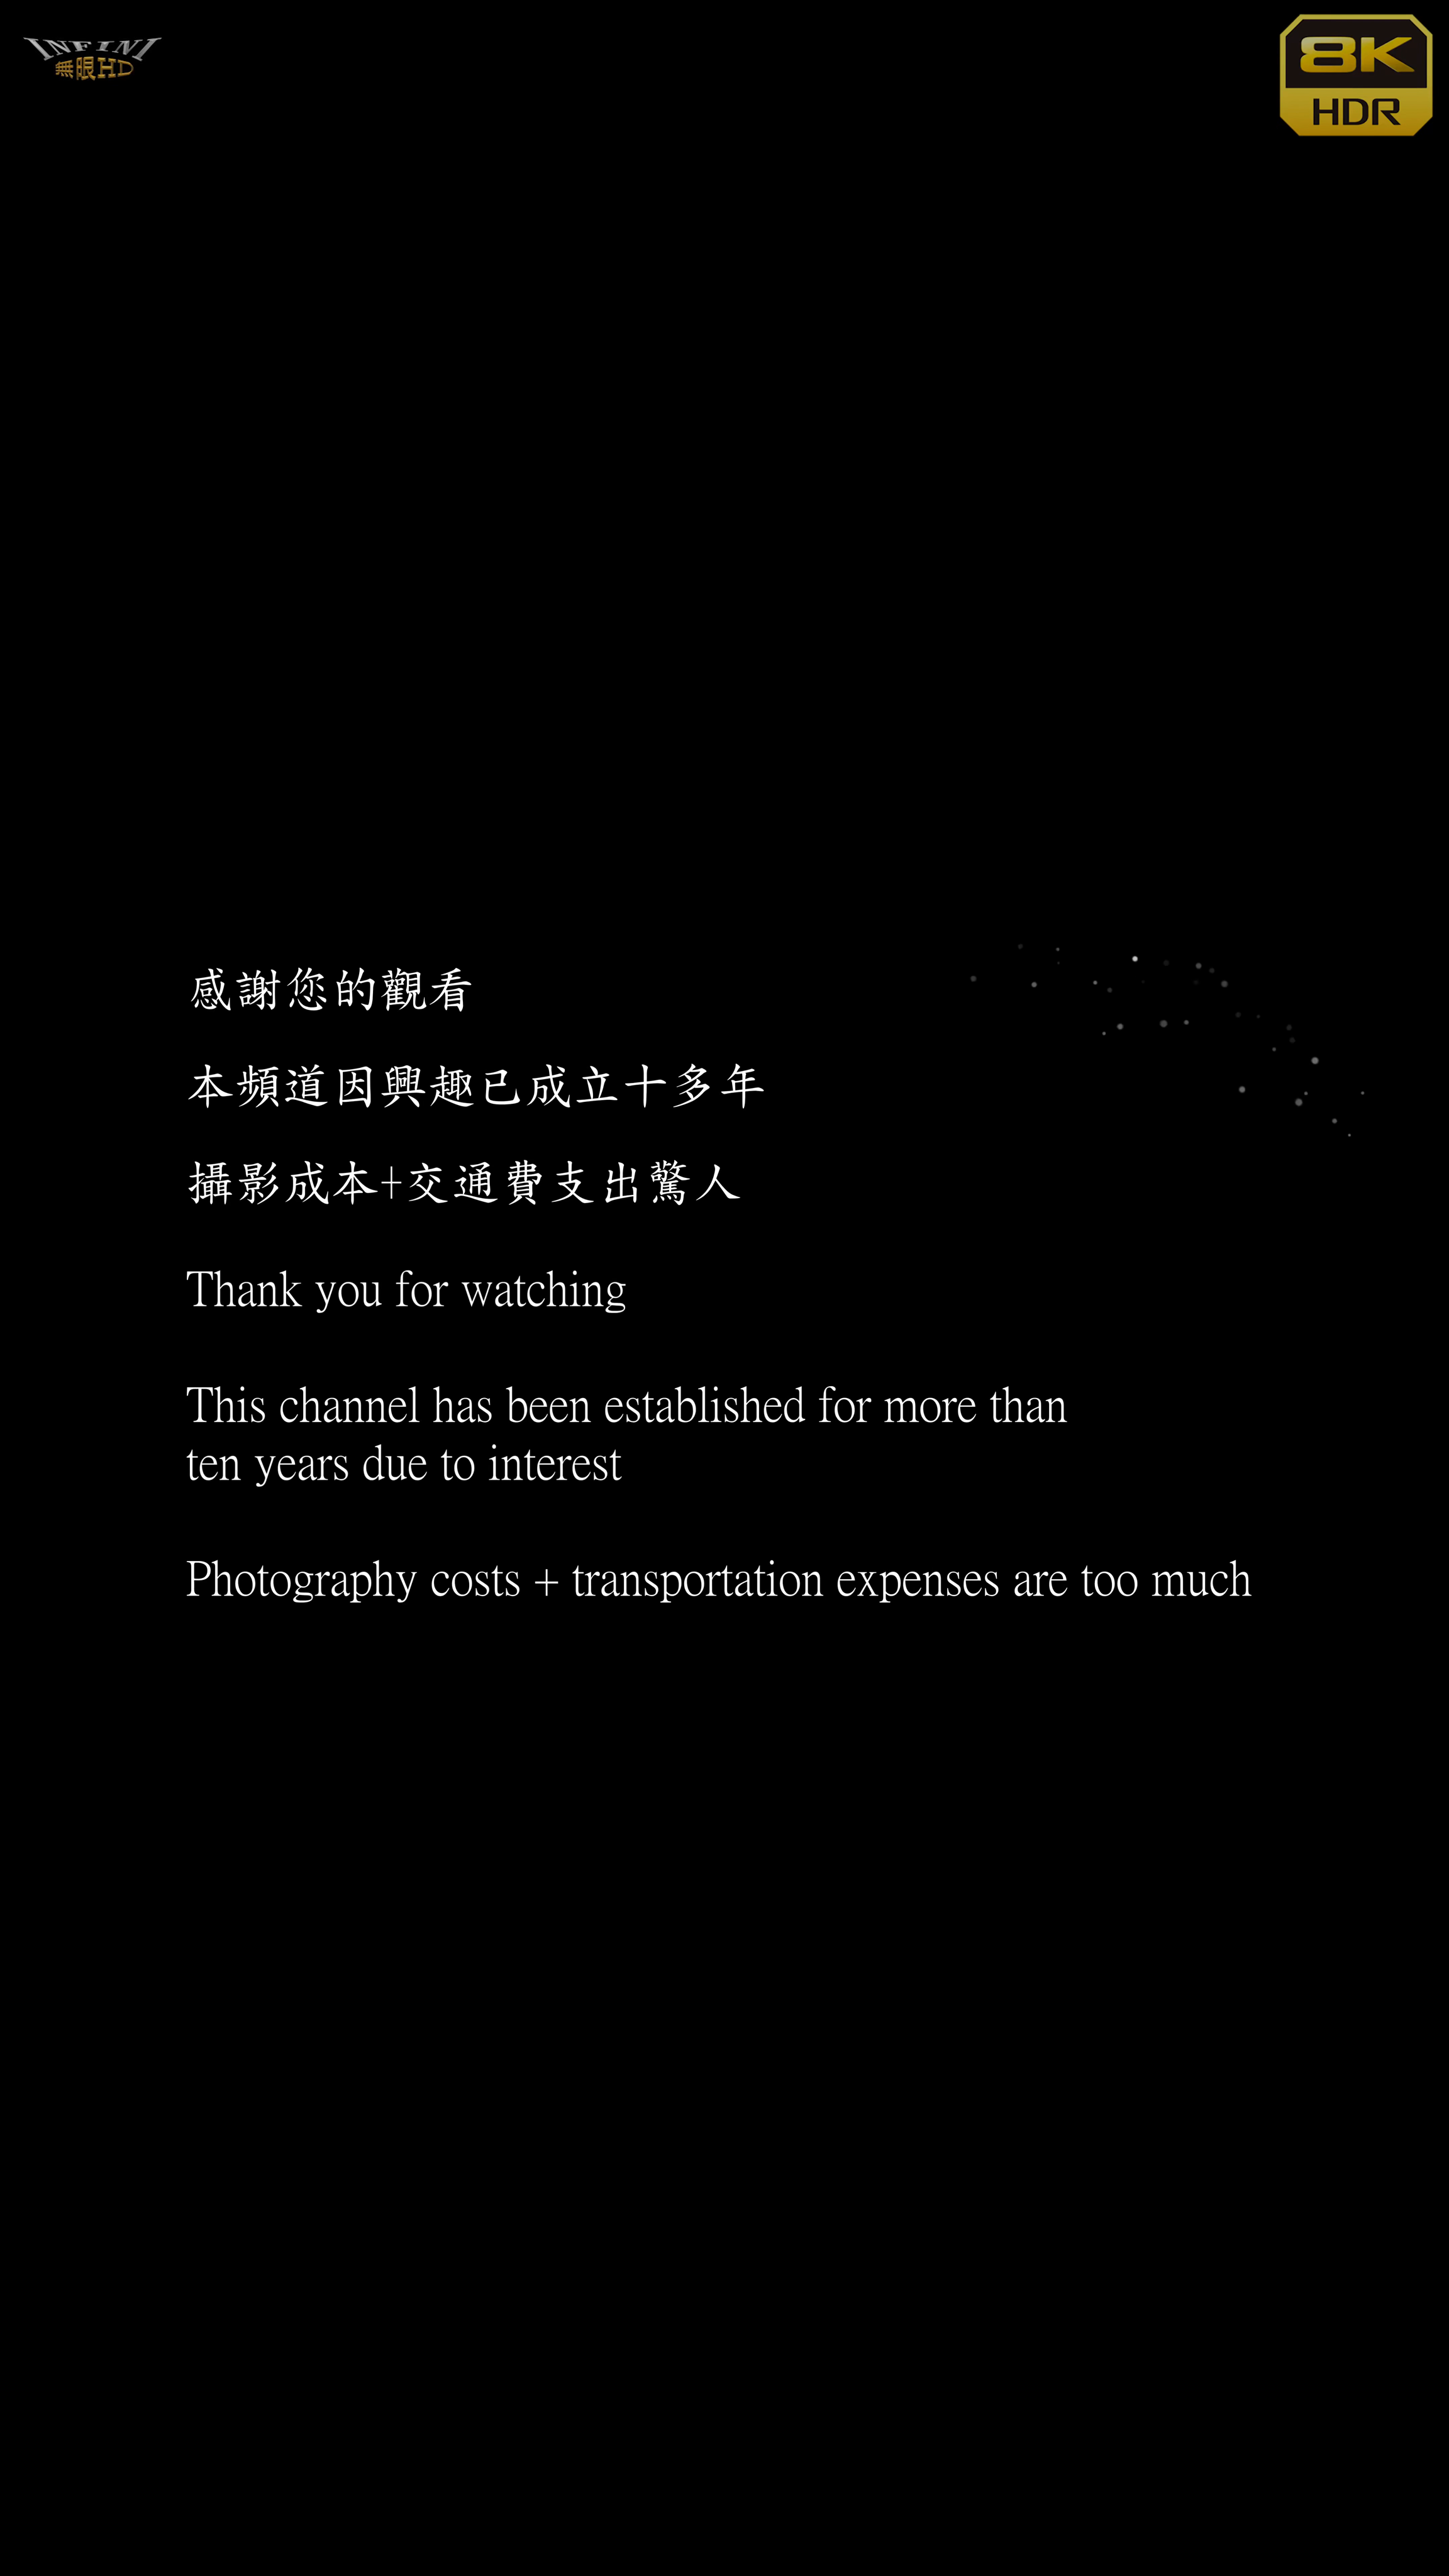 INFINI
無限HD
8K
HDR
感謝您的觀看
本頻道因興趣已成立十多年
攝影成本+交通費支出驚人
Thank you for watching
This channel has been established for more than
ten years due to interest
Photography costs + transportation expenses are too much